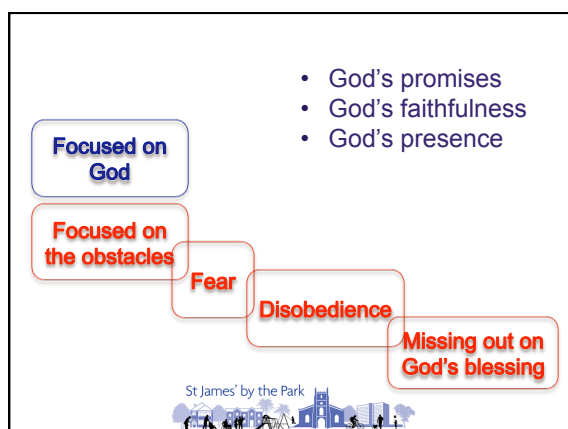 • God’s promises
• God’s faithfulness
• God’s presence
Focused on
God
Focused on
the obstacles
Fear
Disobedience
Missing out on
God’s blessing
St James’ by the Park